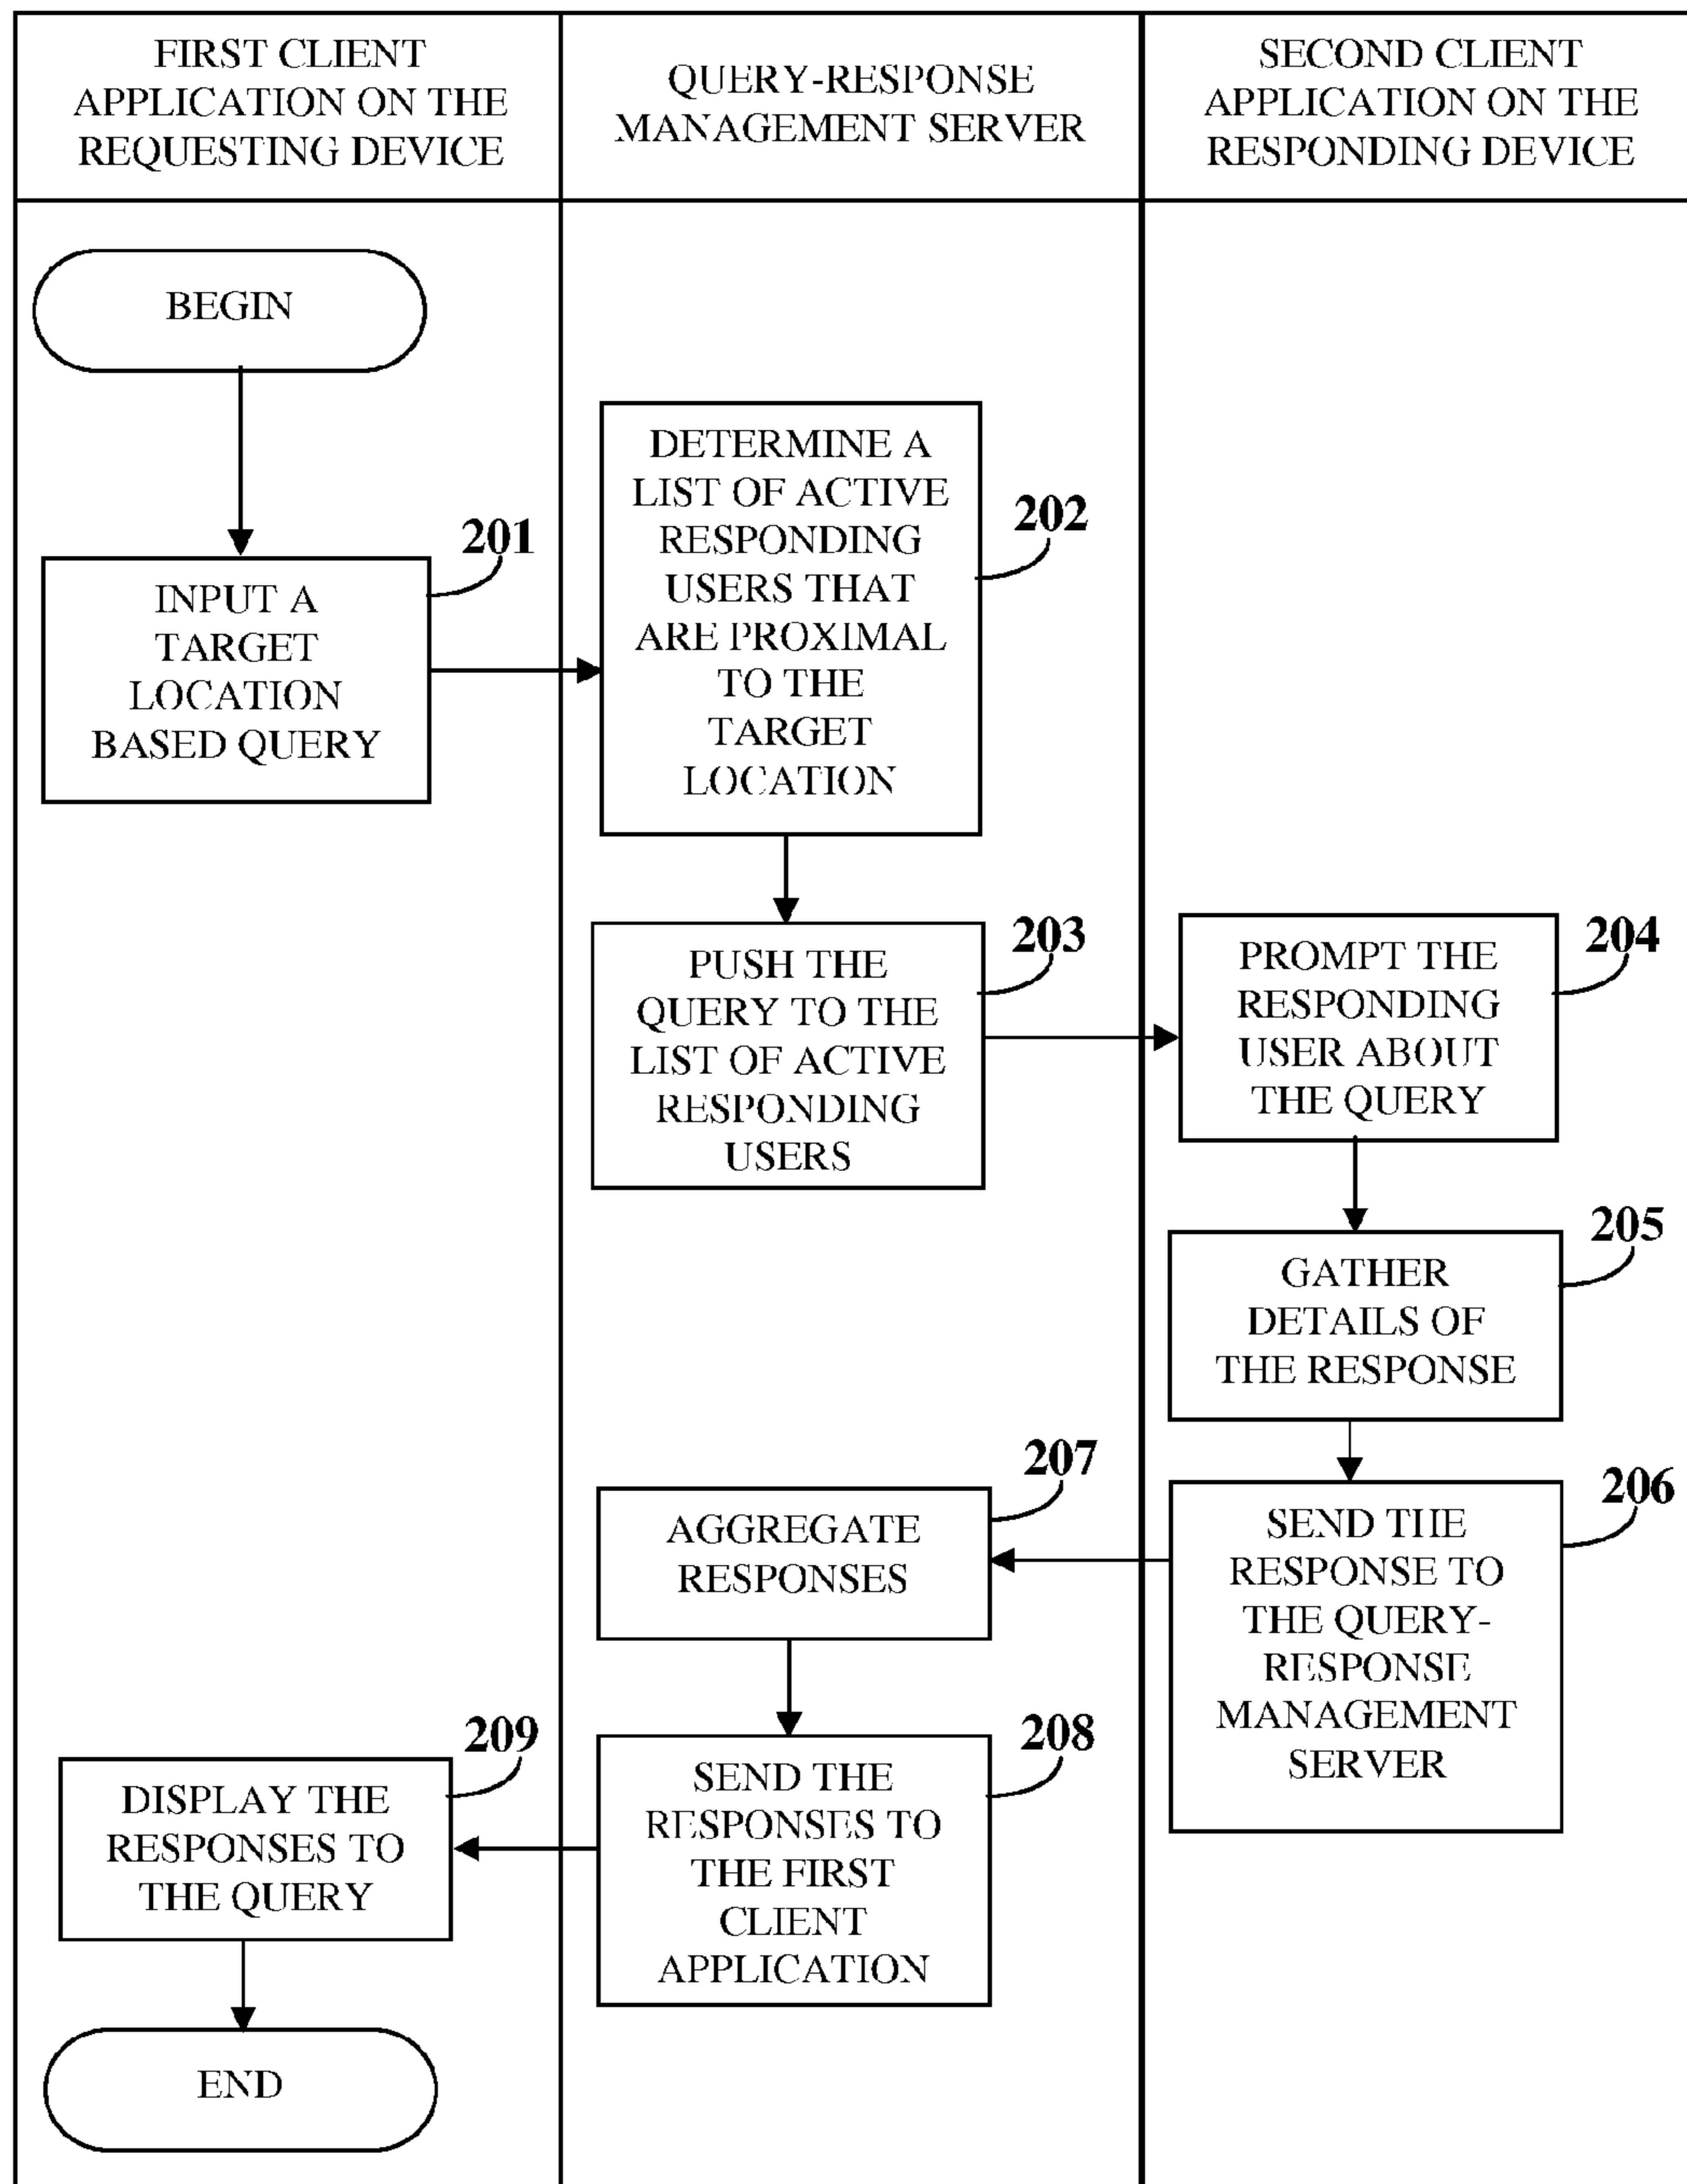 FIRST CLIENT
APPLICATION ON THE
REQUESTING DEVICE
QUERY-RESPONSE
MANAGEMENT SERVER
SECOND CLIENT
APPLICATION ON THE
RESPONDING DEVICE
BEGIN
201
INPUT A
TARGET
LOCATION
BASED QUERY
202
DETERMINE A
LIST OF ACTIVE
RESPONDING
USERS THAT
ARE PROXIMAL
TO THE
TARGET
LOCATION
203
PUSH THE
QUERY TO THE
LIST OF ACTIVE
RESPONDING
USERS
204
PROMPT THE
RESPONDING
USER ABOUT
THE QUERY
205
GATHER
DETAILS OF
THE RESPONSE
206
SEND THE
RESPONSE TO
THE QUERY-
RESPONSE
MANAGEMENT
SERVER
207
AGGREGATE
RESPONSES
208
SEND THE
RESPONSES TO
THE FIRST
CLIENT
APPLICATION
209
DISPLAY THE
RESPONSES TO
THE QUERY
END